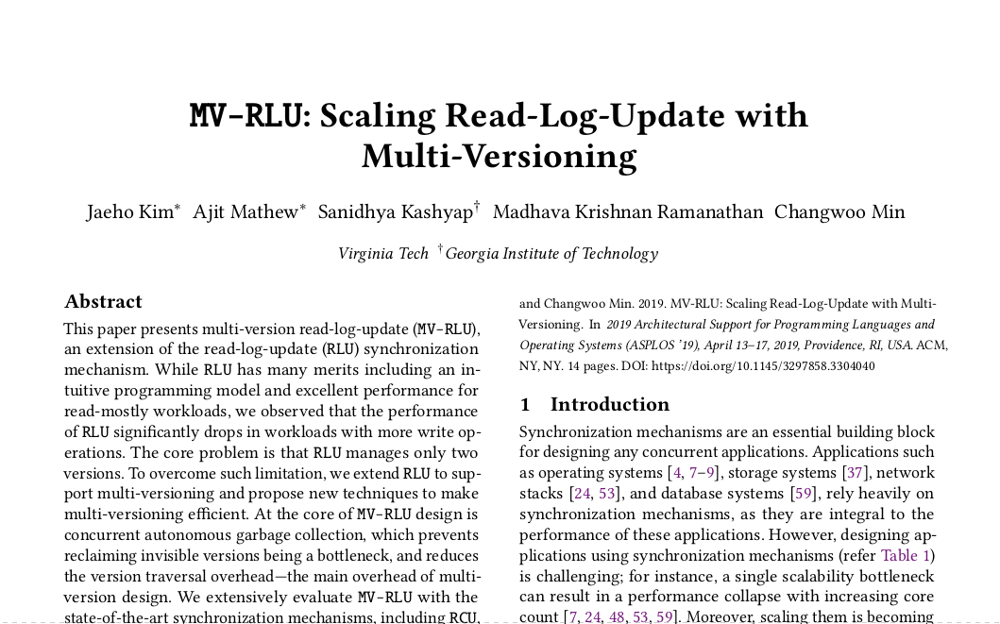 MV-RLU: Scaling Read-Log-Update with
Multi-Versioning
Jaeho Kim* Ajit Mathew* Sanidhya Kashyap† Madhava Krishnan Ramanathan Changwoo Min
Virginia Tech †Georgia Institute of Technology
Abstract
This paper presents multi-version read-log-update (MV-RLU),
an extension of the read-log-update (RLU) synchronization
mechanism. While RLU has many merits including an in-
tuitive programming model and excellent performance for
read-mostly workloads, we observed that the performance
of RLU significantly drops in workloads with more write op-
erations. The core problem is that RLU manages only two
versions. To overcome such limitation, we extend RLU to sup-
port multi-versioning and propose new techniques to make
multi-versioning efficient. At the core of MV-RLU design is
concurrent autonomous garbage collection, which prevents
reclaiming invisible versions being a bottleneck, and reduces
the version traversal overhead—the main overhead of multi-
version design. We extensively evaluate MV-RLU with the
state-of-the-art synchronization mechanisms, including RCU,
and Changwoo Min. 2019. MV-RLU: Scaling Read-Log-Update with Multi-
Versioning. In 2019 Architectural Support for Programming Languages and
Operating Systems (ASPLOS '19), April 13–17, 2019, Providence, RI, USA. ACM,
NY, NY. 14 pages. DOI: https://doi.org/10.1145/3297858.3304040
1 Introduction
Synchronization mechanisms are an essential building block
for designing any concurrent applications. Applications such
as operating systems [4, 7–9], storage systems [37], network
stacks [24, 53], and database systems [59], rely heavily on
synchronization mechanisms, as they are integral to the
performance of these applications. However, designing ap-
plications using synchronization mechanisms (refer Table 1)
is challenging; for instance, a single scalability bottleneck
can result in a performance collapse with increasing core
count [7, 24, 48, 53, 59]. Moreover, scaling them is becoming